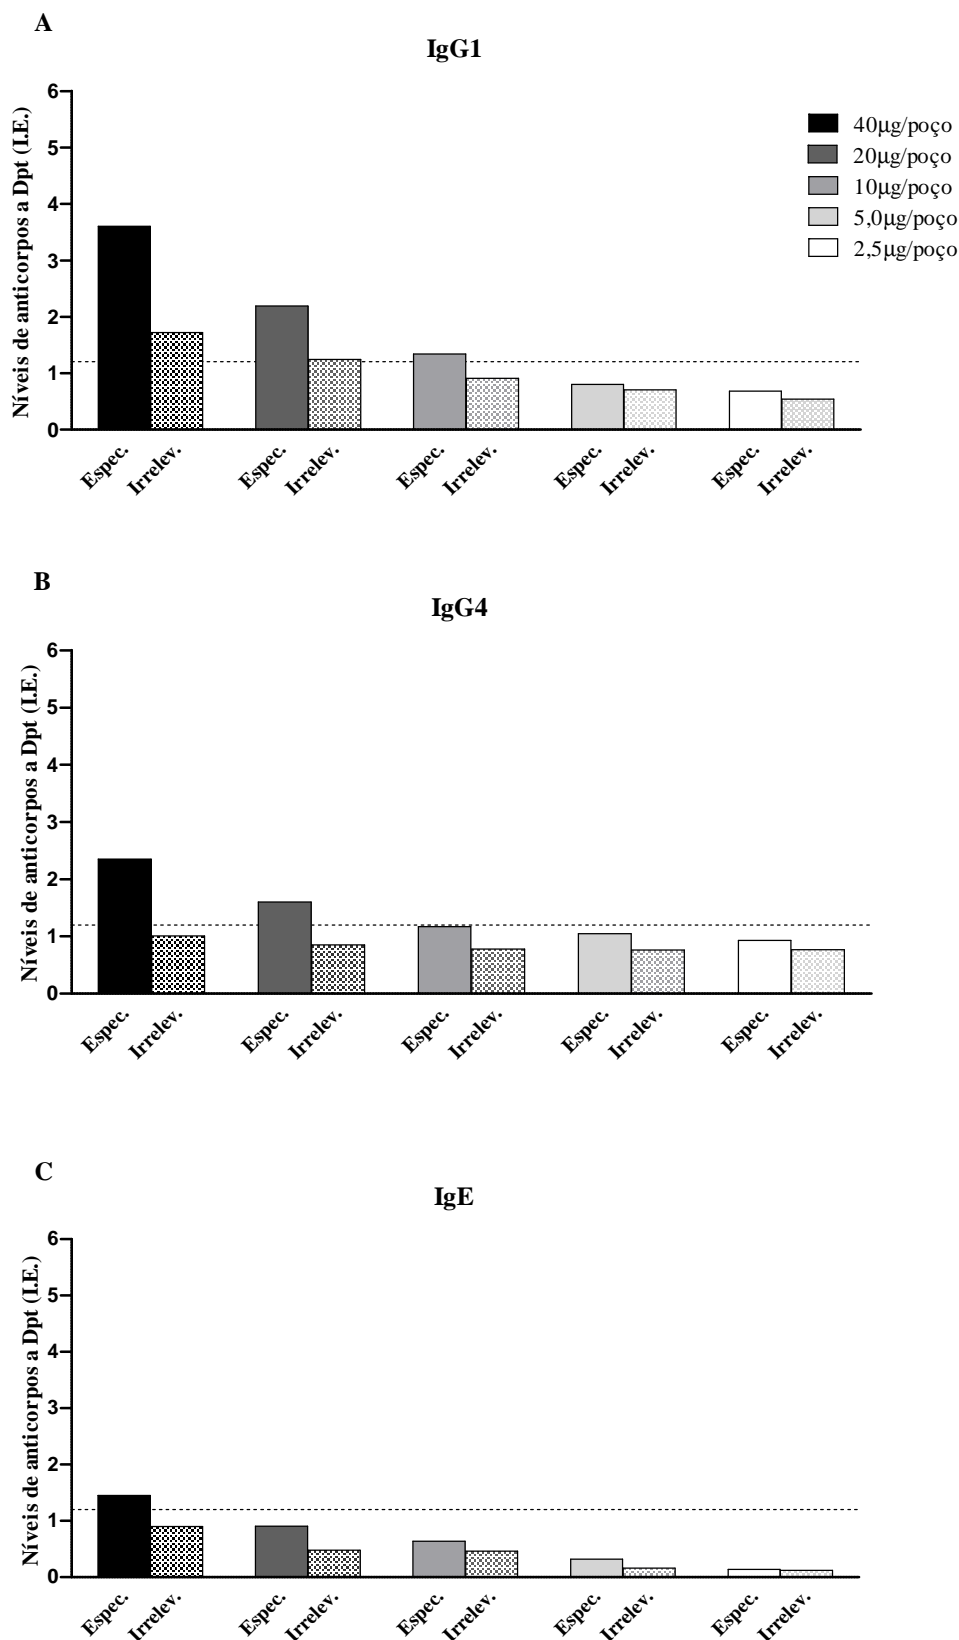 A
IgG1
Níveis de anticorpos a Dpt (I.E.)
6
5
4
3
2
1
0
40µg/poço
20µg/poço
10µg/poço
5,0µg/poço
2,5µg/poço
Espec. Irrelev. Espec. Irrelev. Espec. Irrelev. Espec. Irrelev. Espec. Irrelev.
B
IgG4
Níveis de anticorpos a Dpt (I.E.)
6
5
4
3
2
1
0
Espec. Irrelev. Espec. Irrelev. Espec. Irrelev. Espec. Irrelev. Espec. Irrelev.
C
IgE
Níveis de anticorpos a Dpt (I.E.)
6
5
4
3
2
1
0
Espec. Irrelev. Espec. Irrelev. Espec. Irrelev. Espec. Irrelev. Espec. Irrelev.